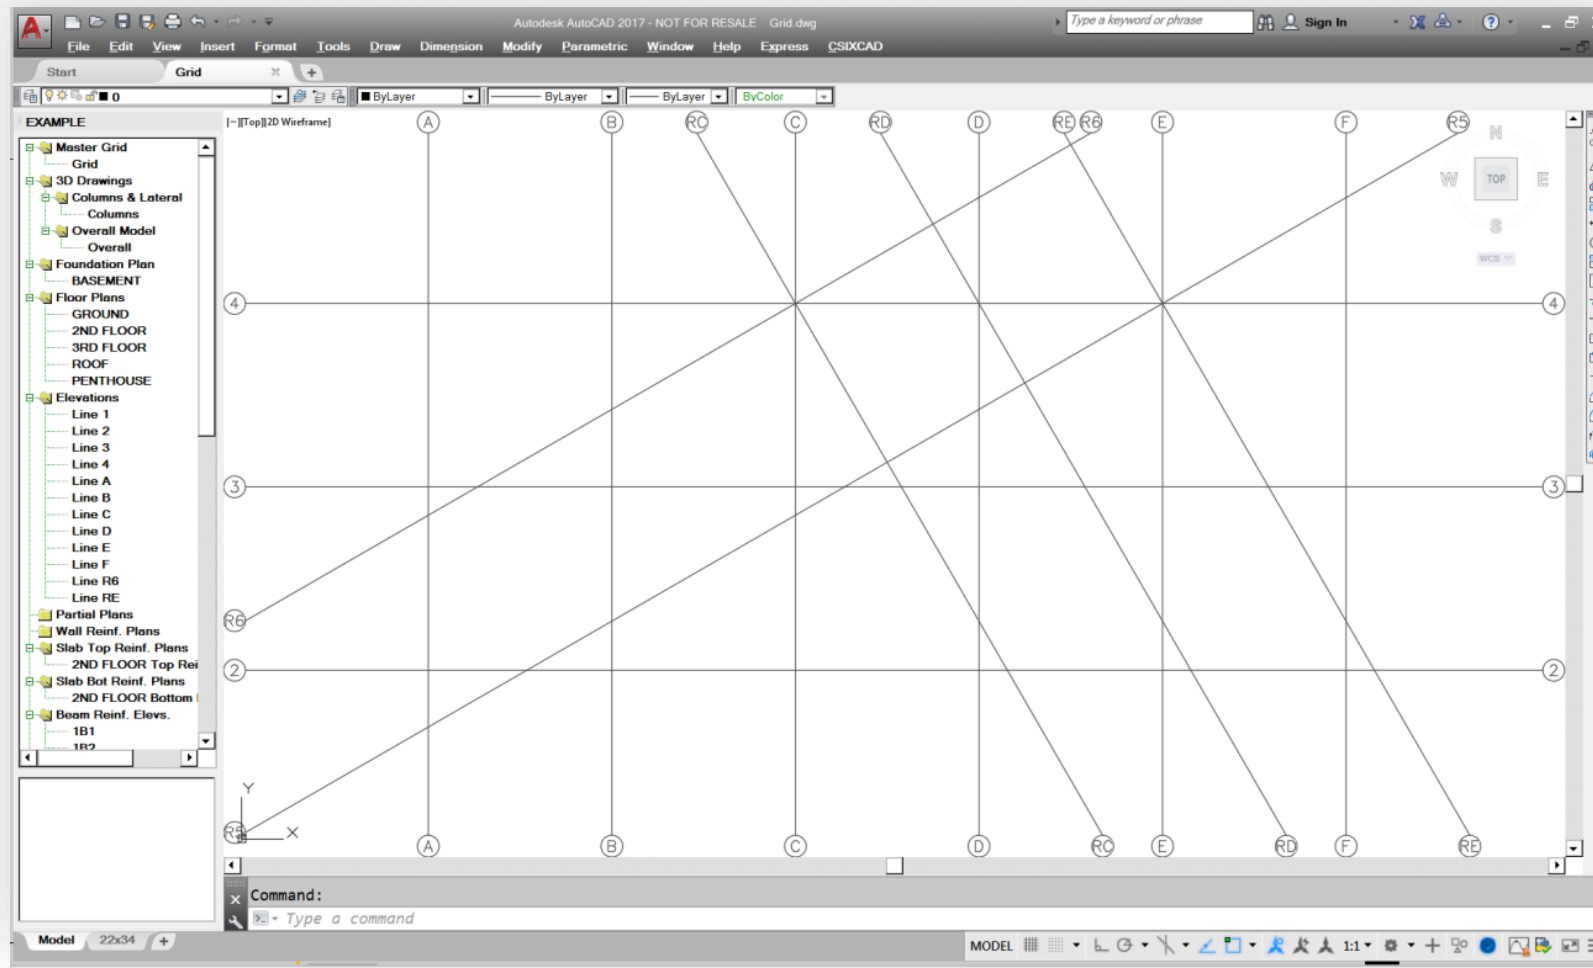 Autodesk AutoCAD 2017 - NOT FOR RESALE Grid.dwg
Type a keyword or phrase
Sign In
File Edit View Insert Format Tools Draw Dimension Modify Parametric Window Help Express CSIXCAD
Start Grid
0 ByLayer ByLayer ByLayer ByColor
EXAMPLE
Master Grid
Grid
3D Drawings
Columns & Lateral
Columns
Overall Model
Overall
Foundation Plan
BASEMENT
Floor Plans
GROUND
2ND FLOOR
3RD FLOOR
ROOF
PENTHOUSE
Elevations
Line 1
Line 2
Line 3
Line 4
Line A
Line B
Line C
Line D
Line E
Line F
Line R6
Line RE
Partial Plans
Wall Reinf. Plans
Slab Top Reinf. Plans
2ND FLOOR Top Rei
Slab Bot Reinf. Plans
2ND FLOOR Bottom
Beam Reinf. Elevs.
1B1
1B2
[-][Top][2D Wireframe]
A B RC C RD D RE R6 E F R5
N
W TOP E
S
WCS
4 4
3 3
R6
2 2
Y
R5 X
A B C D RC E RD F RE
Command:
Type a command
Model 22x34
MODEL 1:1